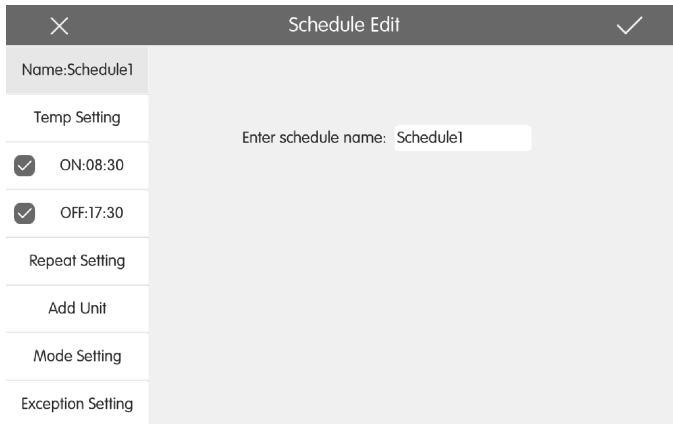 Schedule Edit
Name:Schedule1
Temp Setting
ON:08:30
OFF:17:30
Repeat Setting
Add Unit
Mode Setting
Exception Setting
Enter schedule name: Schedule1